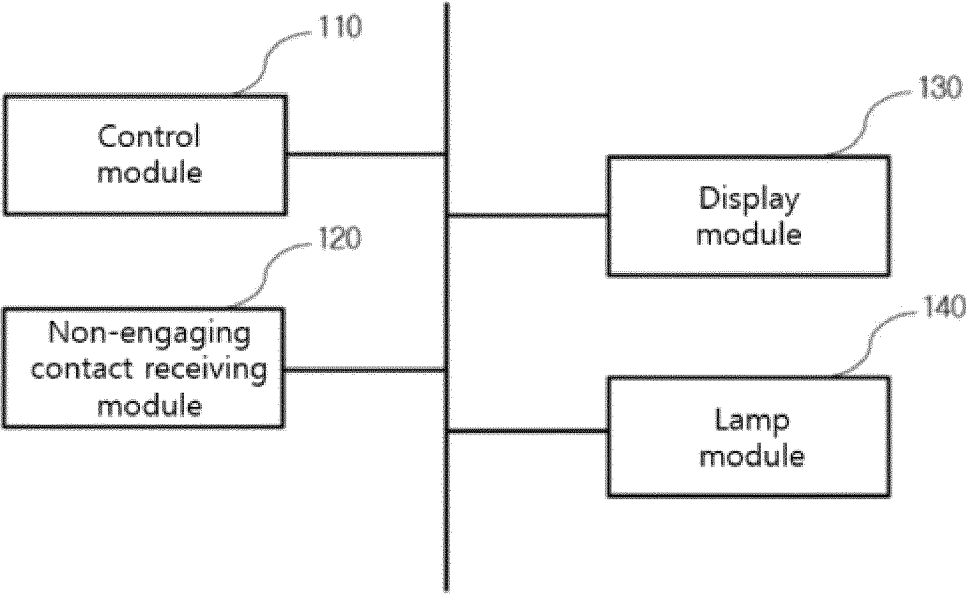 110
Control
module
120
Non-engaging
contact receiving
module
130
Display
module
140
Lamp
module